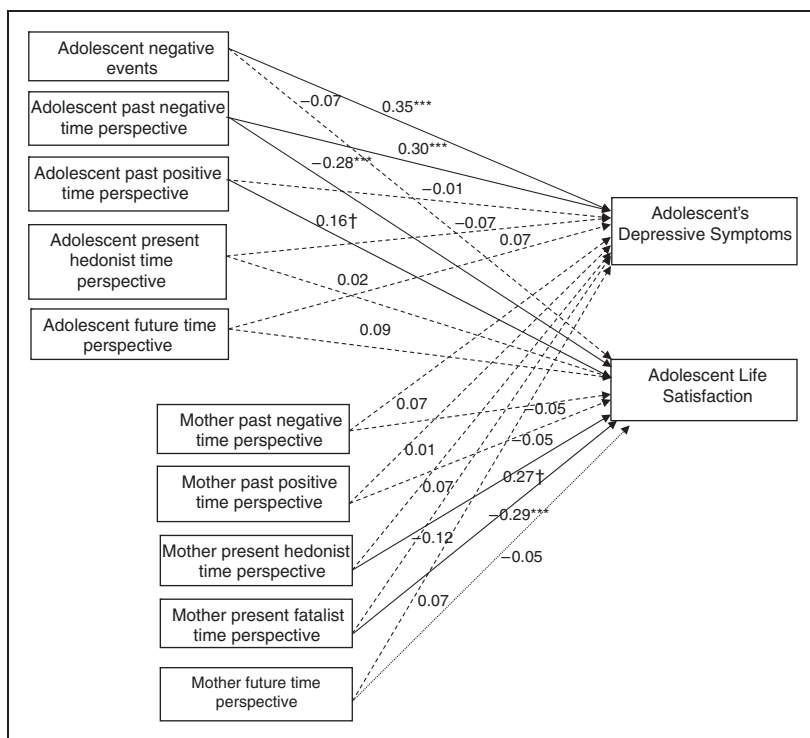 Adolescent negative
events
Adolescent past negative
time perspective
Adolescent past positive
time perspective
Adolescent present
hedonist time
perspective
Adolescent future time
perspective
Mother past negative
time perspective
Mother past positive
time perspective
Mother present hedonist
time perspective
Mother present fatalist
time perspective
Mother future time
perspective
−0.07
0.35***
0.30***
−0.28***
−0.01
0.16†
−0.07
0.07
0.02
0.09
0.07
−0.05
0.01
−0.05
0.07
0.27†
−0.12
−0.29***
0.07
−0.05
Adolescent's
Depressive Symptoms
Adolescent Life
Satisfaction